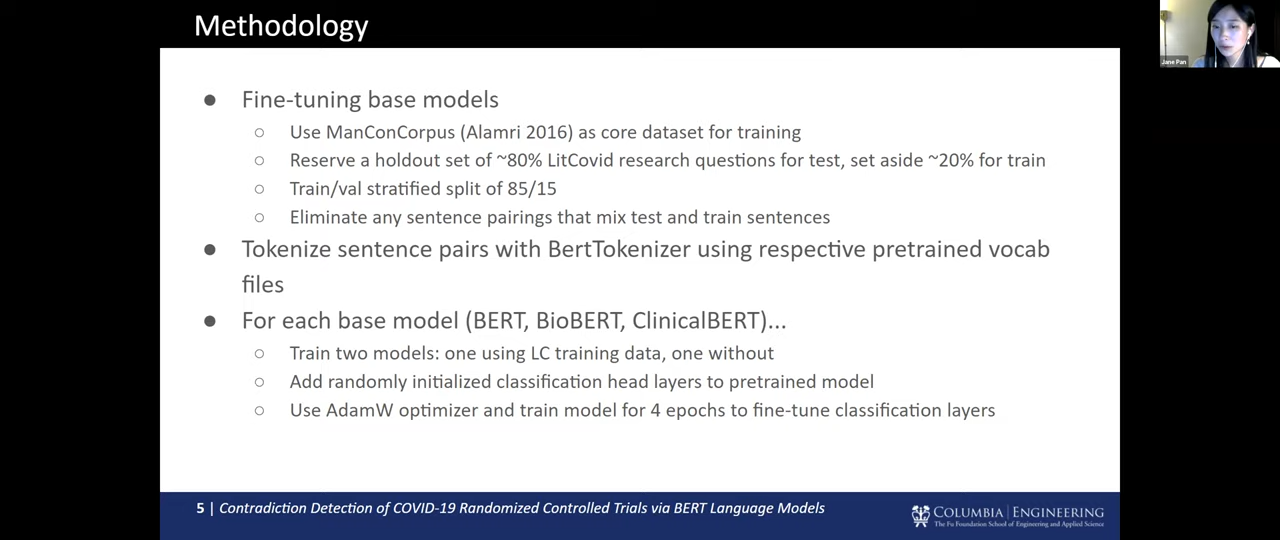 Methodology
Jane Pan
● Fine-tuning base models
○ Use ManConCorpus (Alamri 2016) as core dataset for training
○ Reserve a holdout set of ~80% LitCovid research questions for test, set aside ~20% for train
○ Train/val stratified split of 85/15
○ Eliminate any sentence pairings that mix test and train sentences
● Tokenize sentence pairs with BertTokenizer using respective pretrained vocab
files
● For each base model (BERT, BioBERT, ClinicalBERT)...
○ Train two models: one using LC training data, one without
○ Add randomly initialized classification head layers to pretrained model
○ Use AdamW optimizer and train model for 4 epochs to fine-tune classification layers
5 | Contradiction Detection of COVID-19 Randomized Controlled Trials via BERT Language Models
COLUMBIA | ENGINEERING
The Fu Foundation School of Engineering and Applied Science